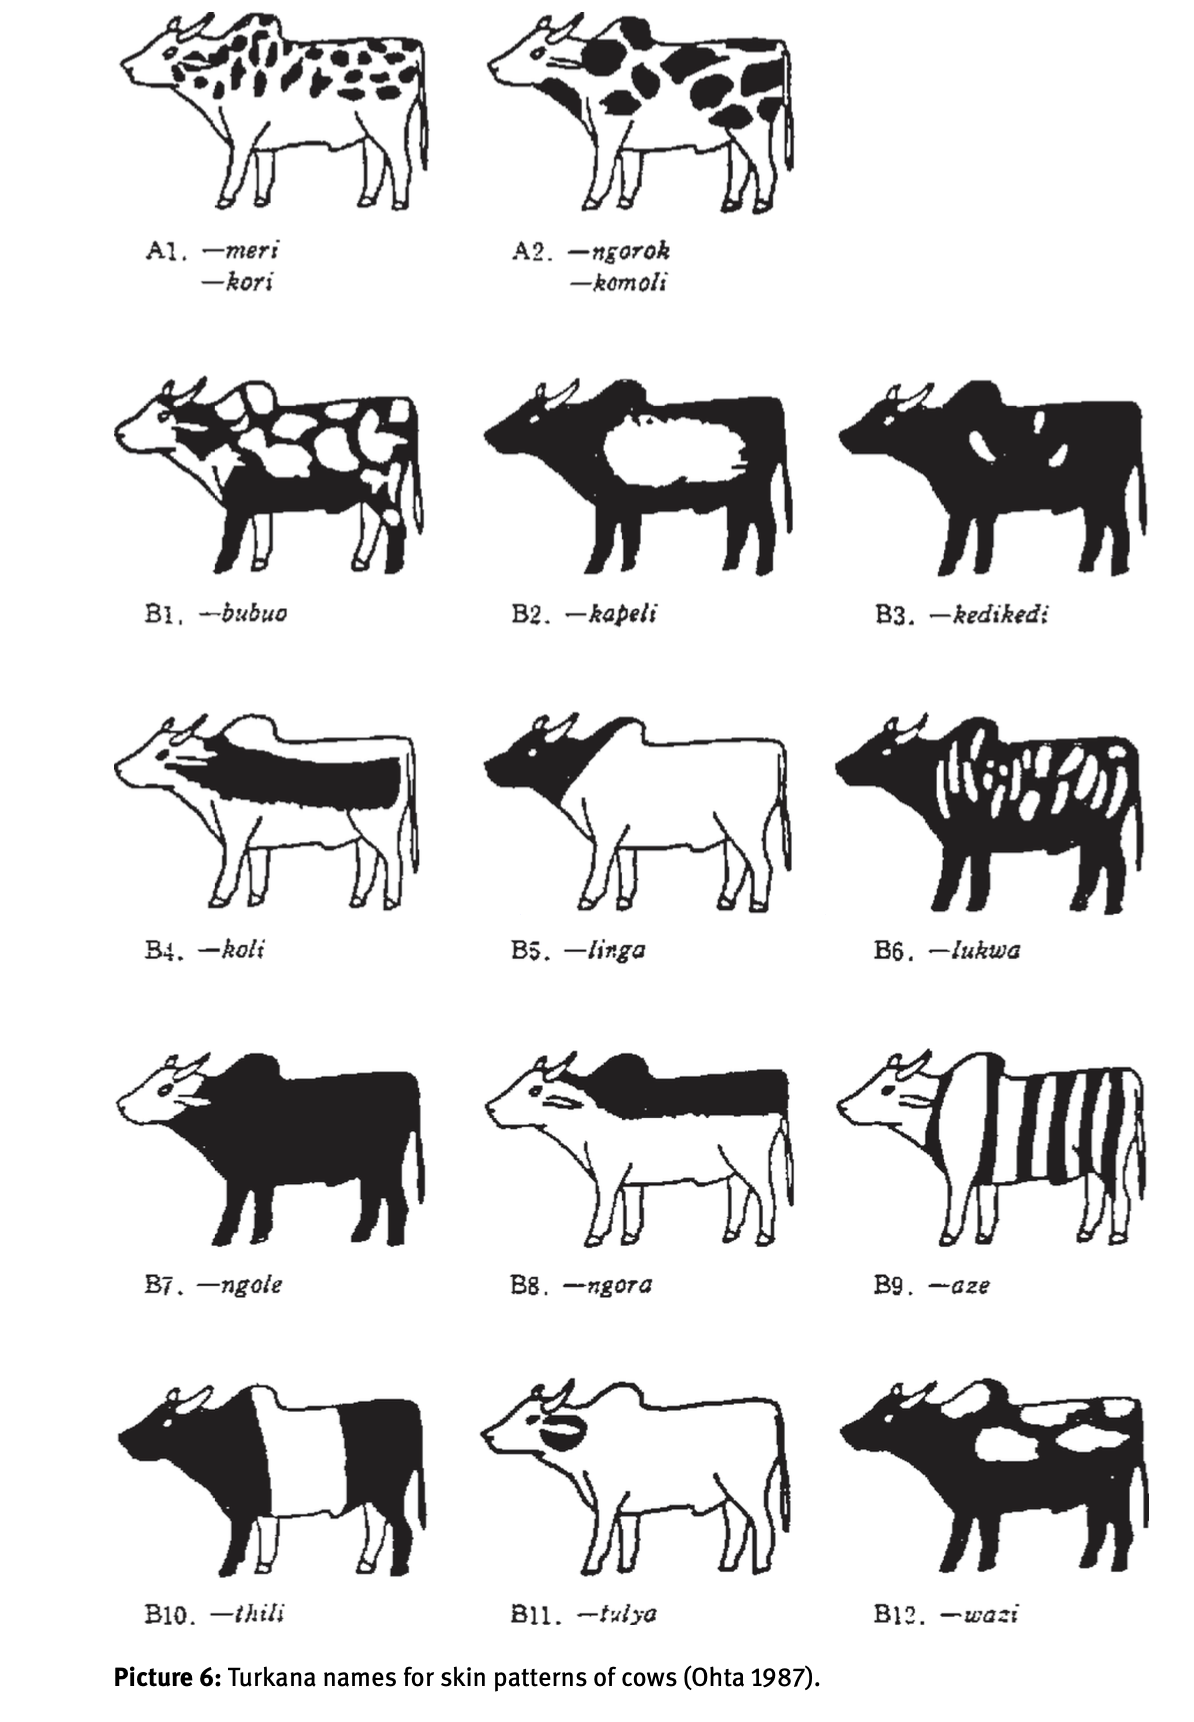 A1. —meri A2. —ngorok
—kori —komoli
B1. —bubuo B2. —kapeli B3. —kedikedi
B4. —koli B5. —linga B6. —lukwa
B7. —ngole B8. —ngora B9. —aze
B10. —thili B11. —tulya B12. —wazi
Picture 6: Turkana names for skin patterns of cows (Ohta 1987).